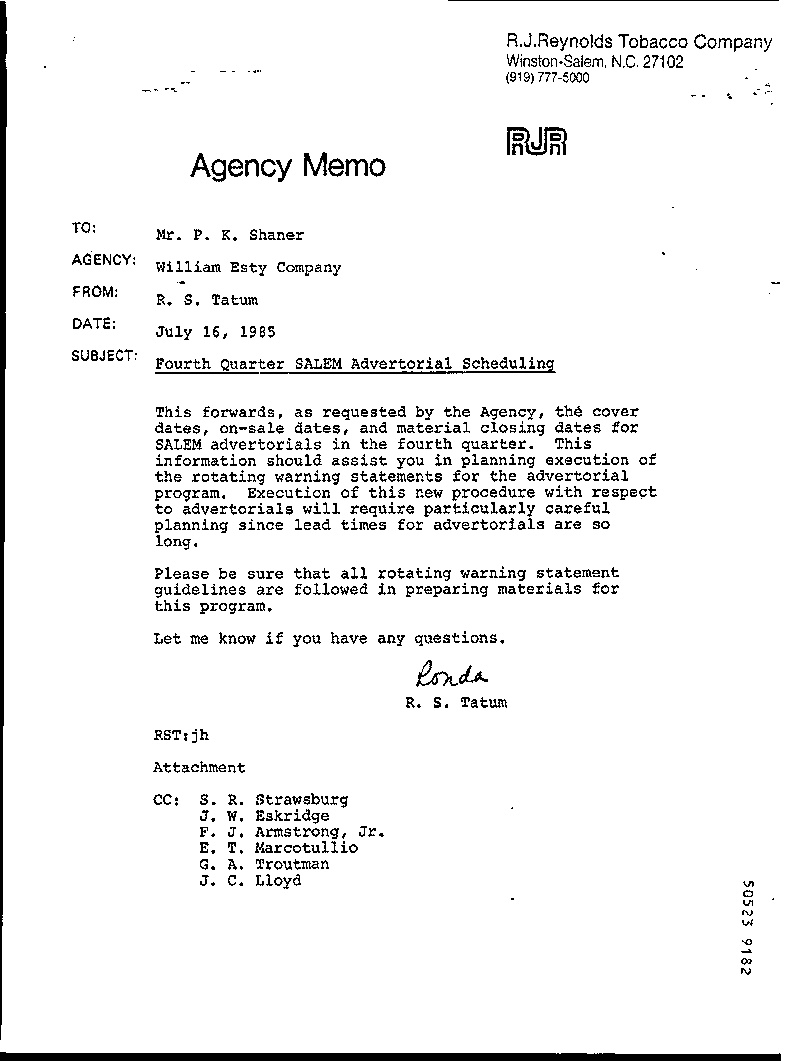 R.J.Reynolds Tobacco Company
Winston-Salem, N.C. 27102
(919) 777-5000
RJR
Agency Memo
TO: Mr. P. K. Shaner
AGENCY: William Esty Company
FROM: R. S. Tatum
DATE: July 16, 1985
SUBJECT: Fourth Quarter SALEM Advertorial Scheduling
This forwards, as requested by the Agency, the cover
dates, on-sale dates, and material closing dates for
SALEM advertorials in the fourth quarter. This
information should assist you in planning execution of
the rotating warning statements for the advertorial
program. Execution of this new procedure with respect
to advertorials will require particularly careful
planning since lead times for advertorials are so
long.
Please be sure that all rotating warning statement
guidelines are followed in preparing materials for
this program.
Let me know if you have any questions.
Ronda
R. S. Tatum
RST:jh
Attachment
CC: S. R. Strawsburg
J. W. Eskridge
F. J. Armstrong, Jr.
E. T. Marcotullio
G. A. Troutman
J. C. Lloyd
50523 9182